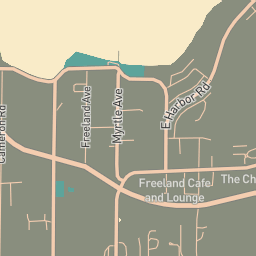 Freeland Ave
Myrtle Ave
E Harbor Rd
Cameron Rd
Freeland Cafe
and Lounge
The Ch